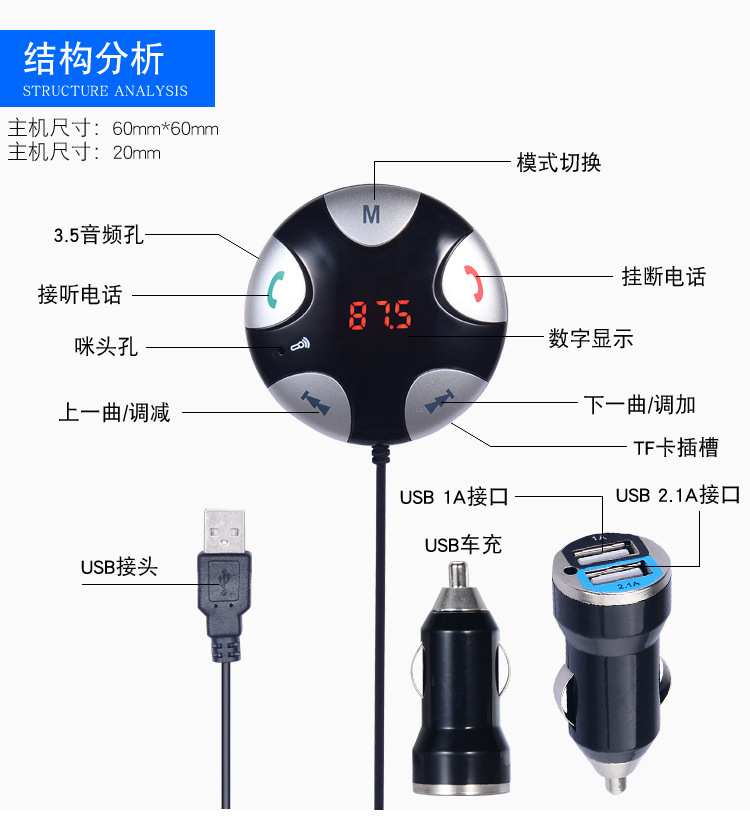 结构分析
STRUCTURE ANALYSIS
主机尺寸：60mm*60mm
主机尺寸：20mm
模式切换
M
3.5音频孔
接听电话
挂断电话
87.5
咪头孔
数字显示
上一曲/调减
下一曲/调加
TF卡插槽
USB 1A接口
USB 2.1A接口
USB车充
1A
2.1A
USB接头